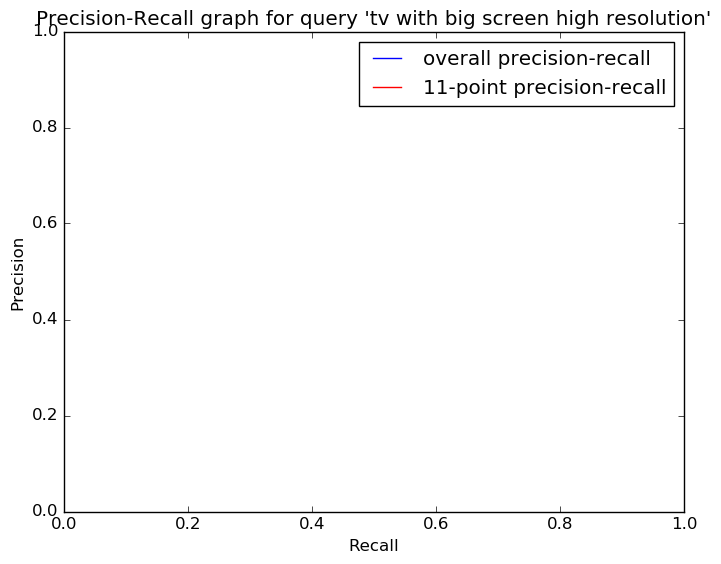 Precision-Recall graph for query 'tv with big screen high resolution'
1.0
overall precision-recall
11-point precision-recall
0.8
0.6
Precision
0.4
0.2
0.0
0.0 0.2 0.4 0.6 0.8 1.0
Recall